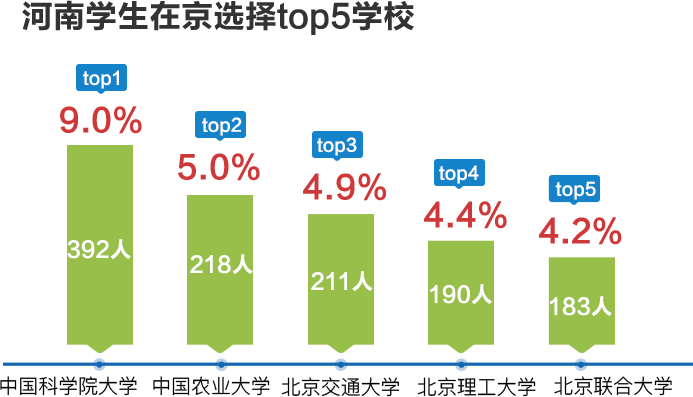 河南学生在京选择top5学校
top1
9.0%
392人
top2
5.0%
218人
top3
4.9%
211人
top4
4.4%
190人
top5
4.2%
183人
中国科学院大学 中国农业大学 北京交通大学 北京理工大学 北京联合大学